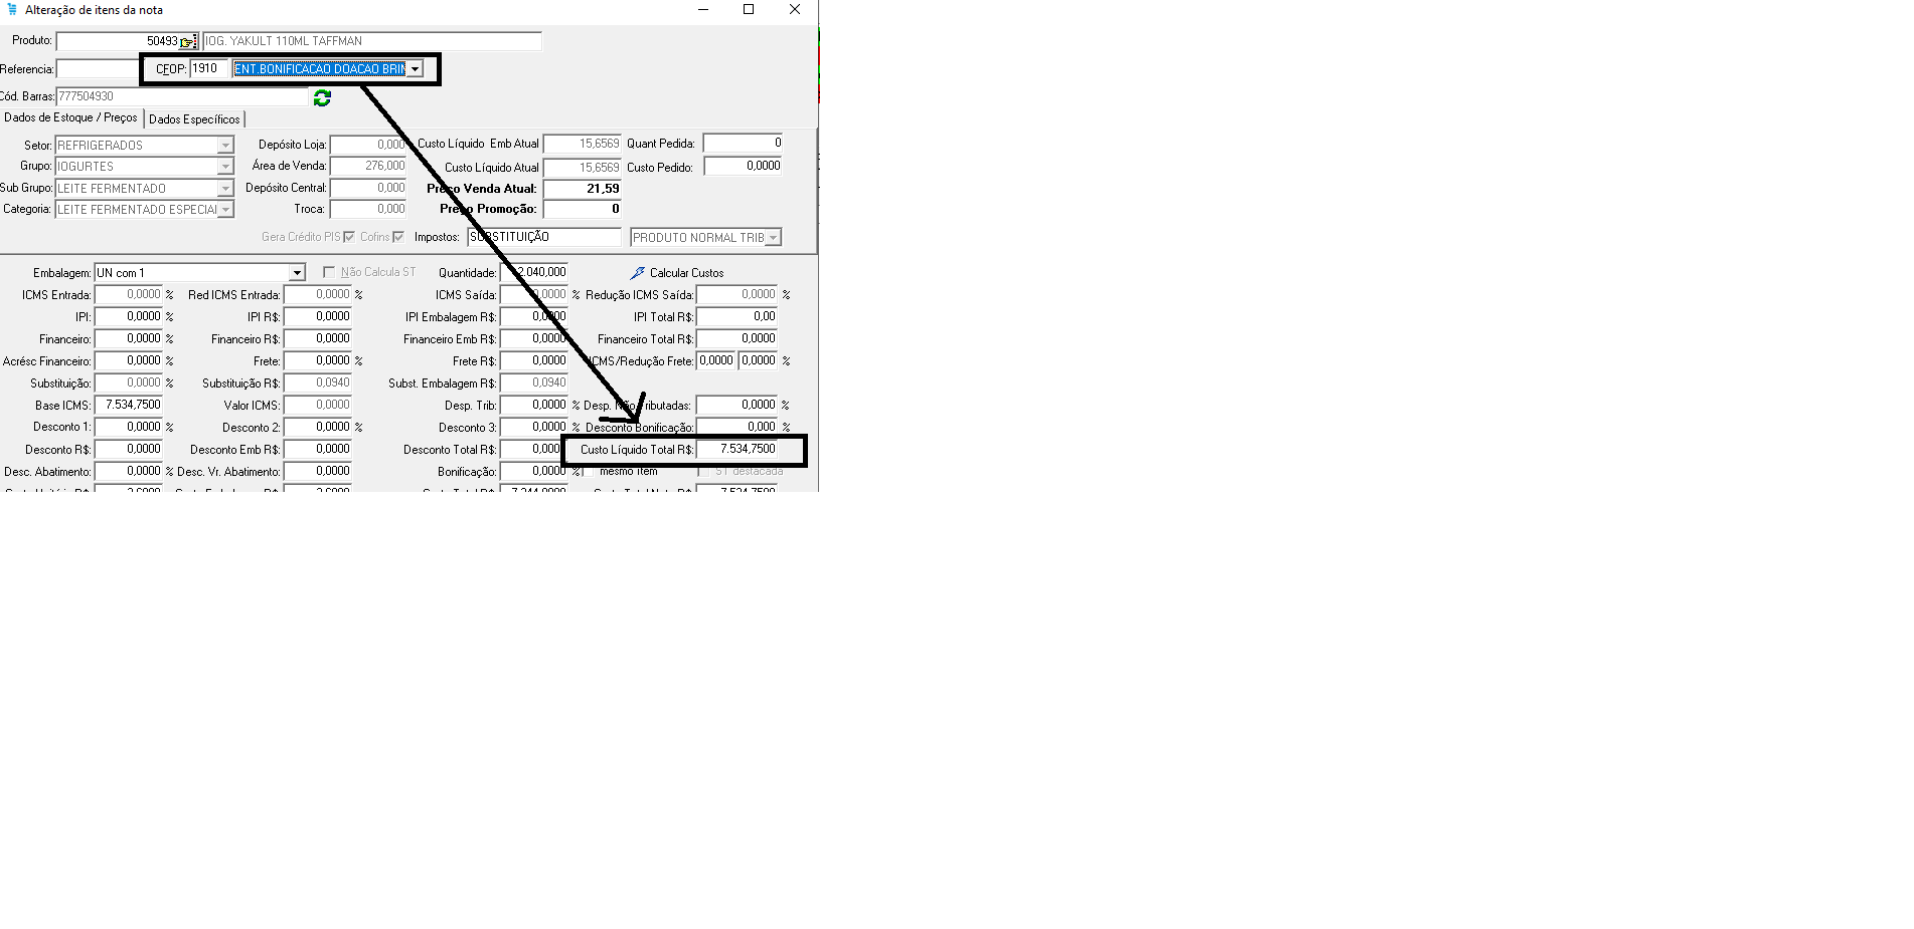 Alteração de itens da nota
Produto: 50493 IOG. YAKULT 110ML TAFFMAN
Referencia: CFOP: 1910 ENT.BONIFICACAO DOACAO BRIN
Cód. Barras: 777504930
Dados de Estoque / Preços Dados Específicos
Setor: REFRIGERADOS Depósito Loja: 0,000 Custo Líquido Emb Atual 15,6569 Quant Pedida: 0
Grupo: IOGURTES Área de Venda: 276,000 Custo Líquido Atual 15,6569 Custo Pedido: 0,0000
Sub Grupo: LEITE FERMENTADO Depósito Central: 0,000 Preço Venda Atual: 21,59
Categoria: LEITE FERMENTADO ESPECIAL Troca: 0,000 Preço Promoção: 0
Gera Crédito PIS Cofins Impostos: SUBSTITUIÇÃO PRODUTO NORMAL TRIB
Embalagem: UN com 1 Não Calcula ST Quantidade: 2.040,000 Calcular Custos
ICMS Entrada: 0,0000 % Red ICMS Entrada: 0,0000 % ICMS Saída: 0,0000 % Redução ICMS Saída: 0,0000 %
IPI: 0,0000 % IPI R$: 0,0000 IPI Embalagem R$: 0,0000 IPI Total R$: 0,00
Financeiro: 0,0000 % Financeiro R$: 0,0000 Financeiro Emb R$: 0,0000 Financeiro Total R$: 0,0000
Acrésc Financeiro: 0,0000 % Frete: 0,0000 % Frete R$: 0,0000 ICMS/Redução Frete: 0,0000 0,0000 %
Substituição: 0,0000 % Substituição R$: 0,0940 Subst. Embalagem R$: 0,0940
Base ICMS: 7.534,7500 Valor ICMS: 0,0000 Desp. Trib: 0,0000 % Desp. Não Tributadas: 0,0000 %
Desconto 1: 0,0000 % Desconto 2: 0,0000 % Desconto 3: 0,0000 % Desconto Bonificação: 0,000 %
Desconto R$: 0,0000 Desconto Emb R$: 0,0000 Desconto Total R$: 0,000 Custo Líquido Total R$: 7.534,7500
Desc. Abatimento: 0,0000 % Desc. Vr. Abatimento: 0,0000 Bonificação: 0,0000 % mesmo item ST destacada